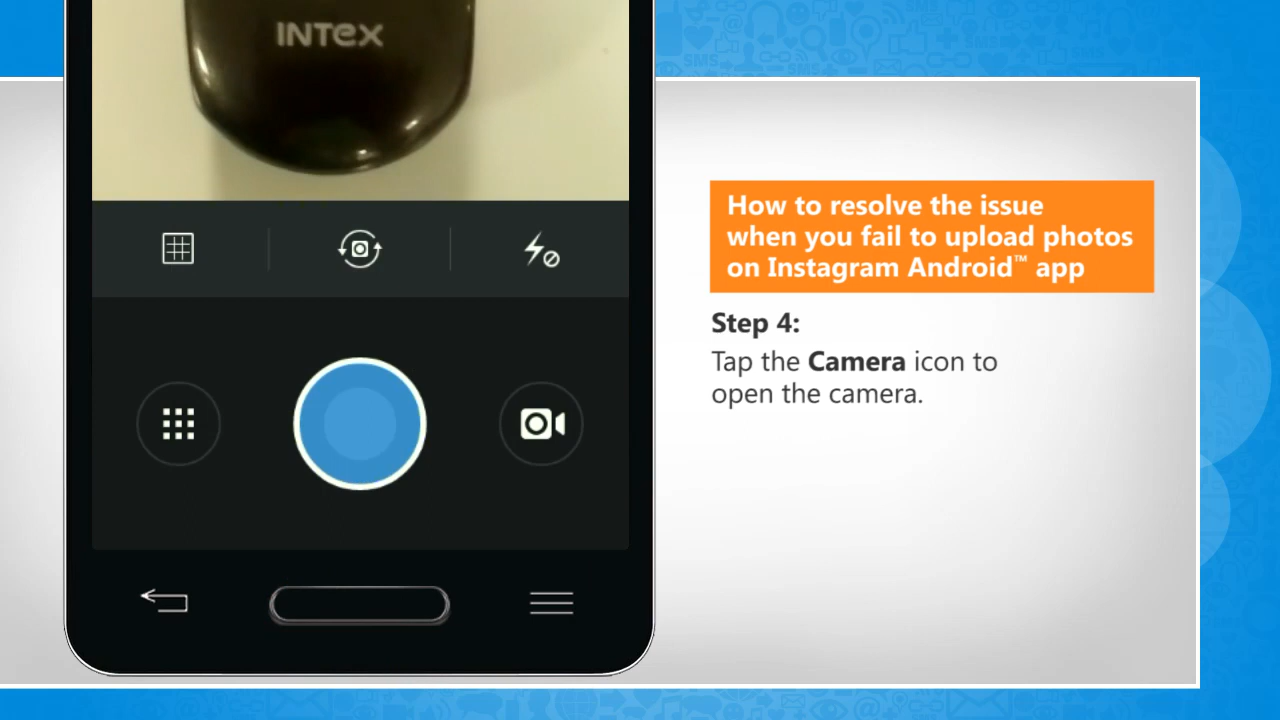 INTEX
How to resolve the issue
when you fail to upload photos
on Instagram Android™ app
Step 4:
Tap the Camera icon to
open the camera.